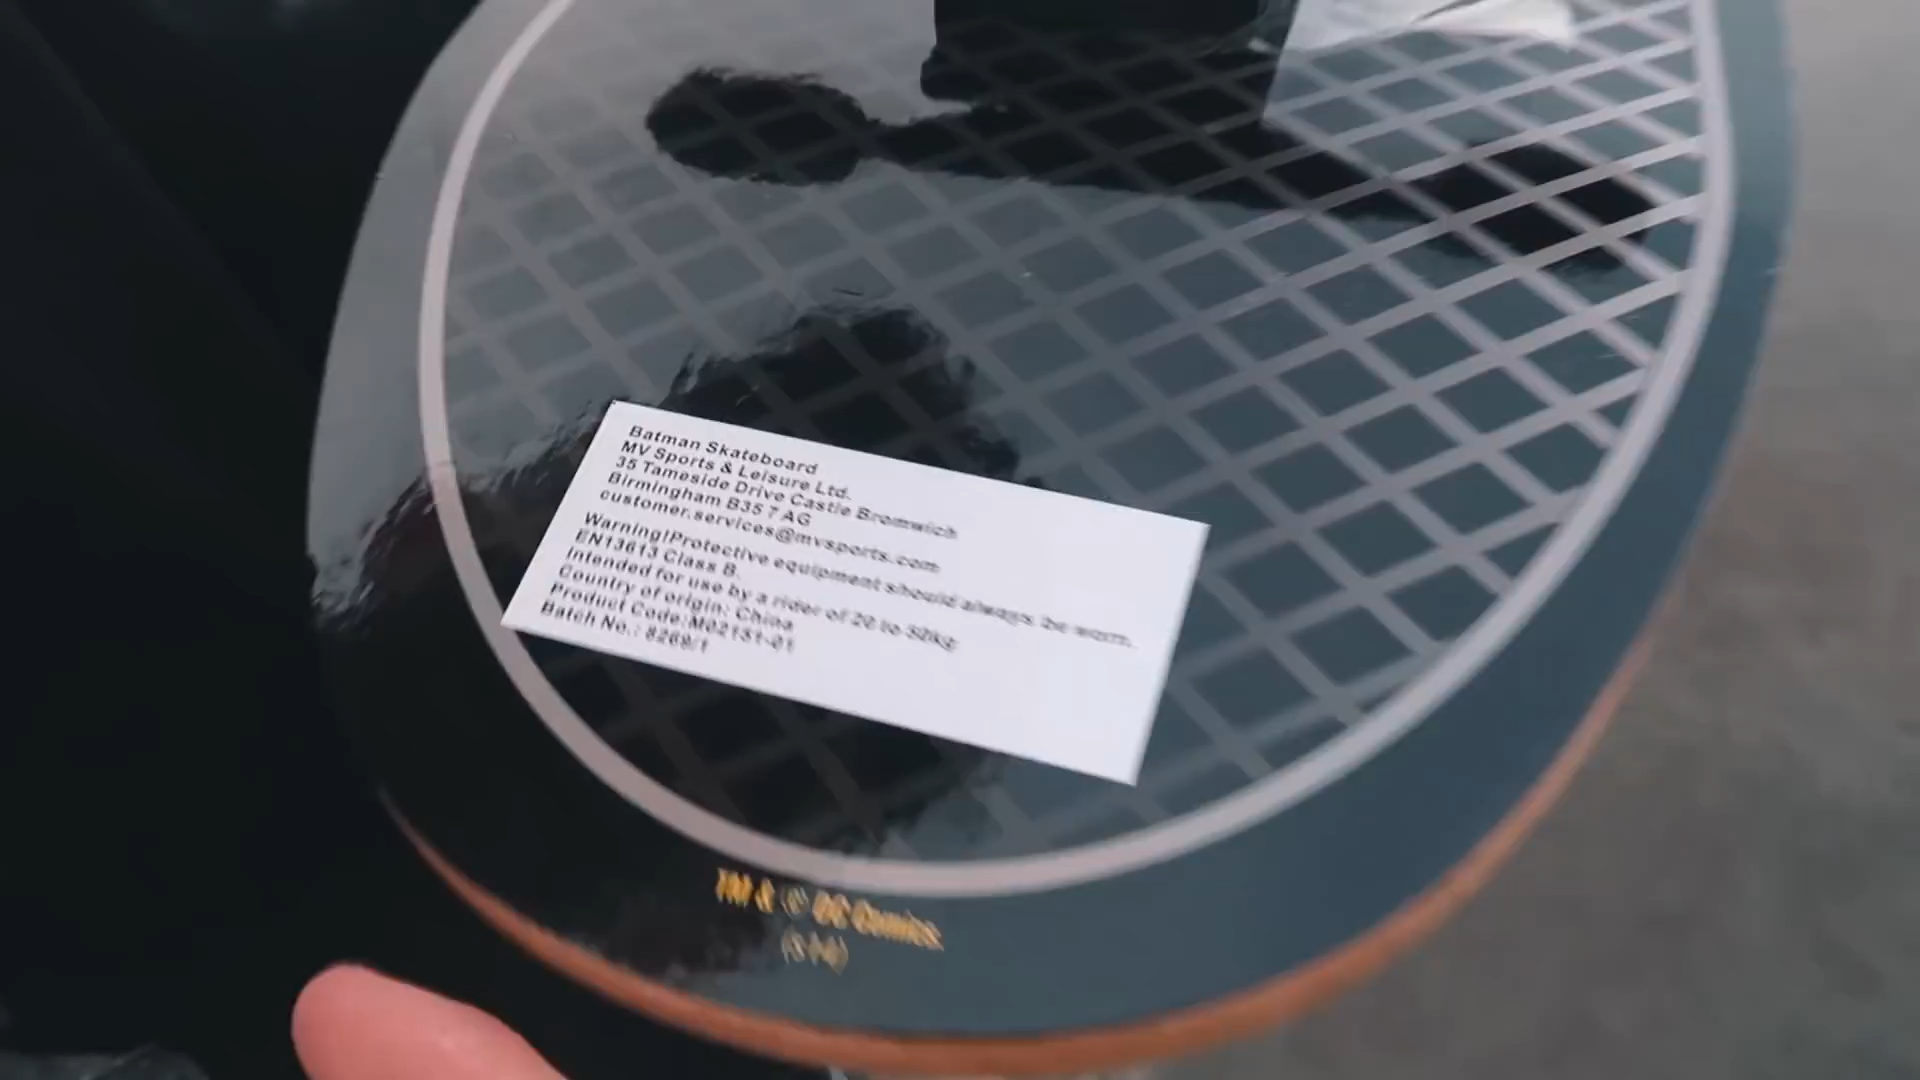 Batman Skateboard
MV Sports & Leisure Ltd.
35 Tameside Drive Castle Bromwich
Birmingham B35 7 AG
customer.services@mvsports.com
Warning!Protective equipment should always be worn.
EN13613 Class B.
Intended for use by a rider of 20 to 50kg
Country of origin: China
Product Code:M02151-01
Batch No.: 8269/1
TM & © DC Comics.